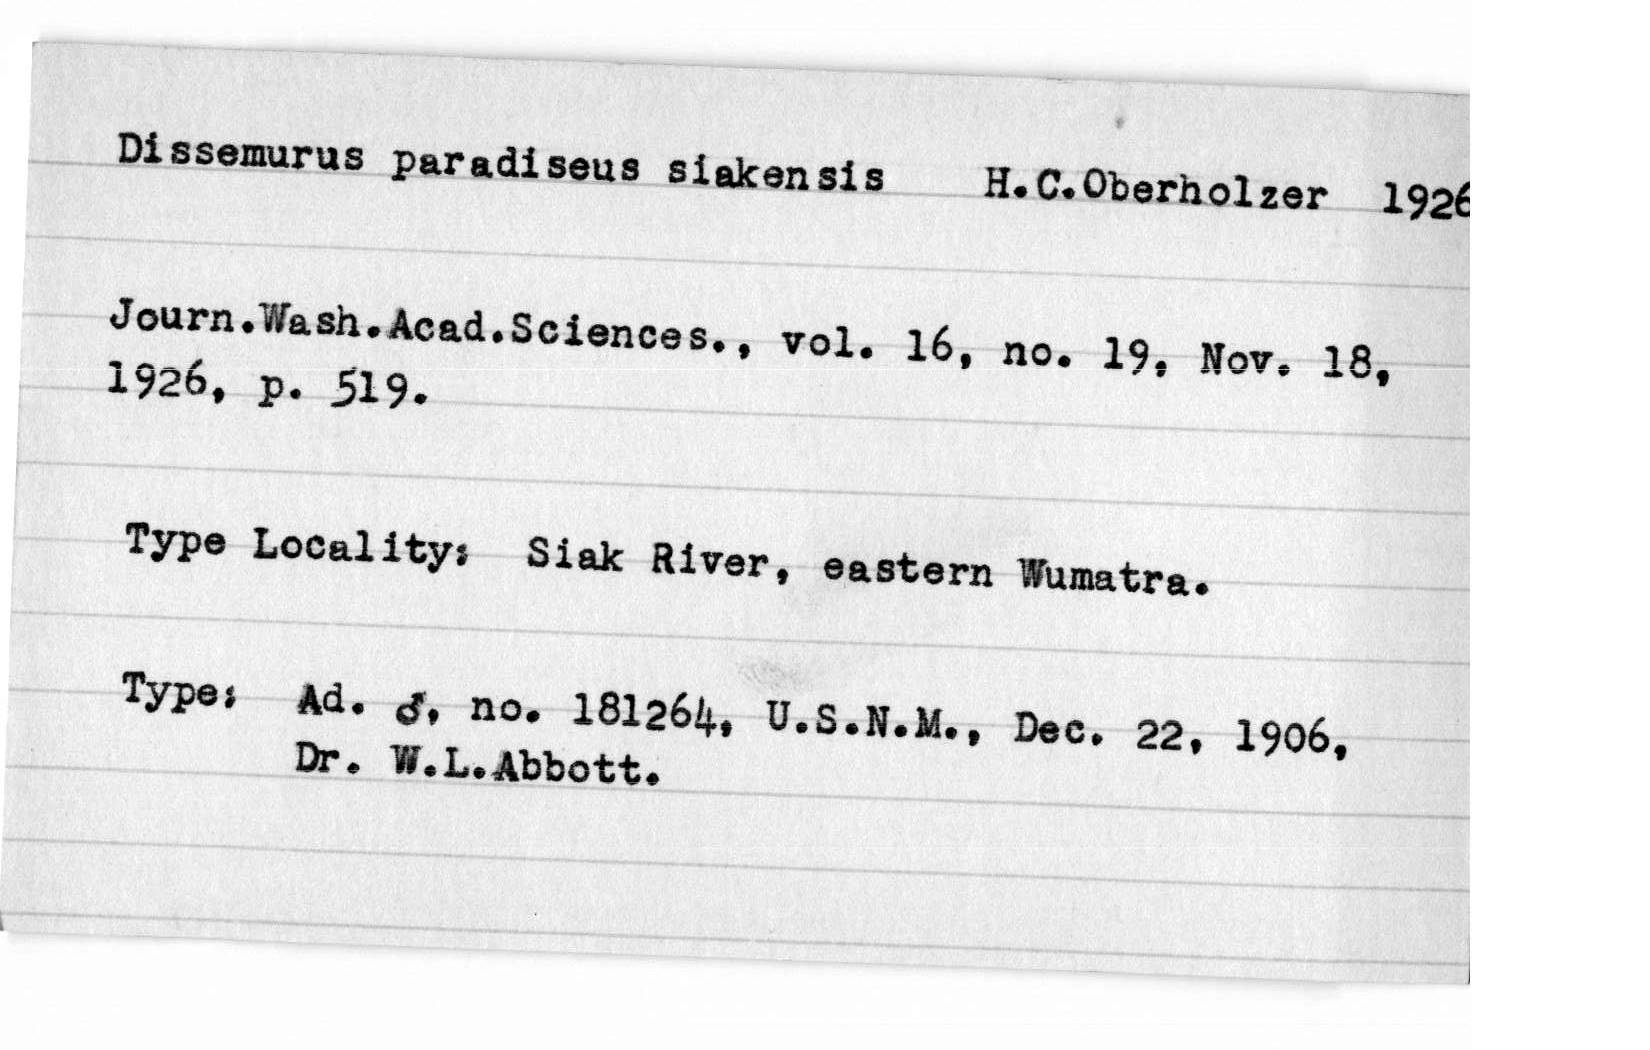 Dissemurus paradiseus siakensis H.C.Oberholzer 1926
Journ.Wash.Acad.Sciences., vol. 16, no. 19, Nov. 18,
1926, p. 519.
Type Locality: Siak River, eastern Wumatra.
Type: Ad. ♂, no. 181264, U.S.N.M., Dec. 22, 1906,
Dr. W.L.Abbott.